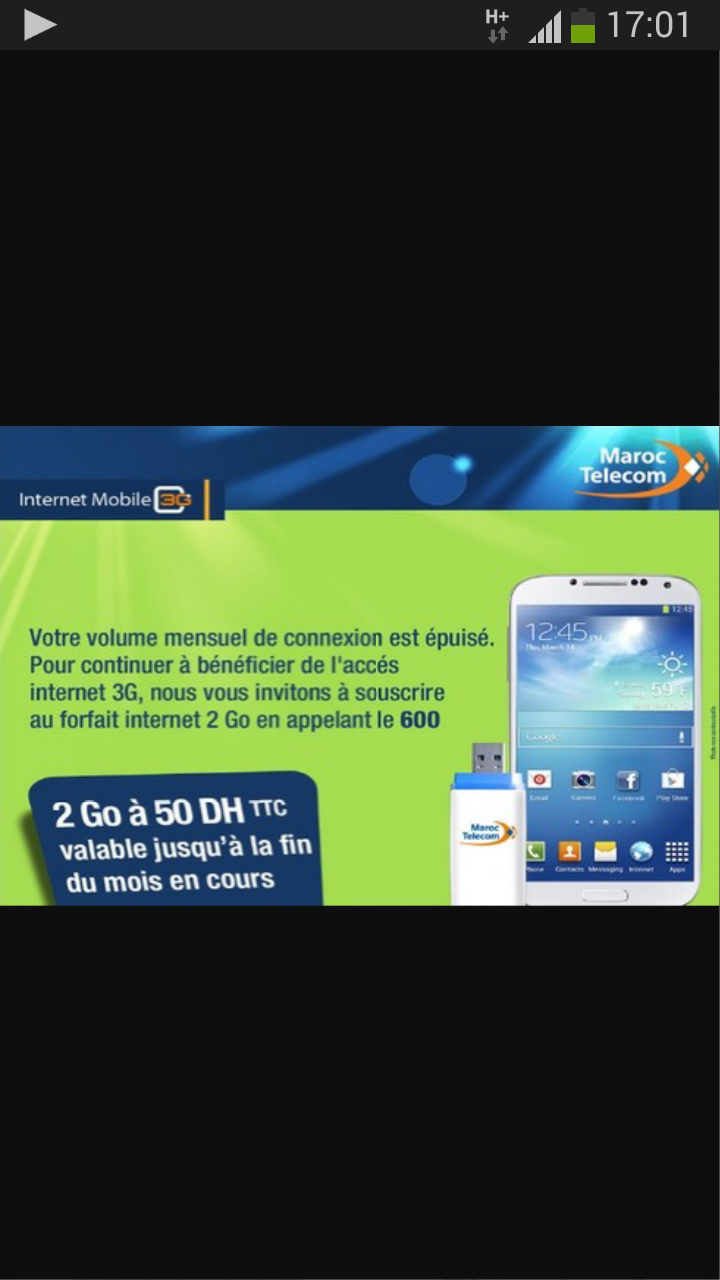 H+ 17:01
Maroc
Telecom
Internet Mobile 3G
Votre volume mensuel de connexion est épuisé.
Pour continuer à bénéficier de l'accés
internet 3G, nous vous invitons à souscrire
au forfait internet 2 Go en appelant le 600
2 Go à 50 DH TTC
valable jusqu'à la fin
du mois en cours
Maroc
Telecom
12:45
12:45 PM
Thu, March 14
59°F
Google
Email Camera Facebook Play Store
Phone Contacts Messaging Internet Apps